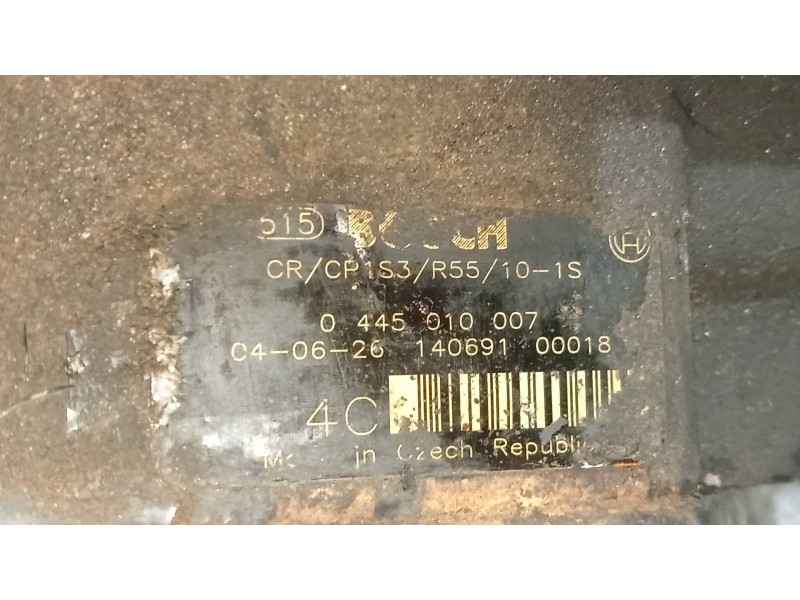 515 BOSCH
CR/CP1S3/R55/10-1S
0 445 010 007
04-06-26 140691 00018
4C
in Czech Republic